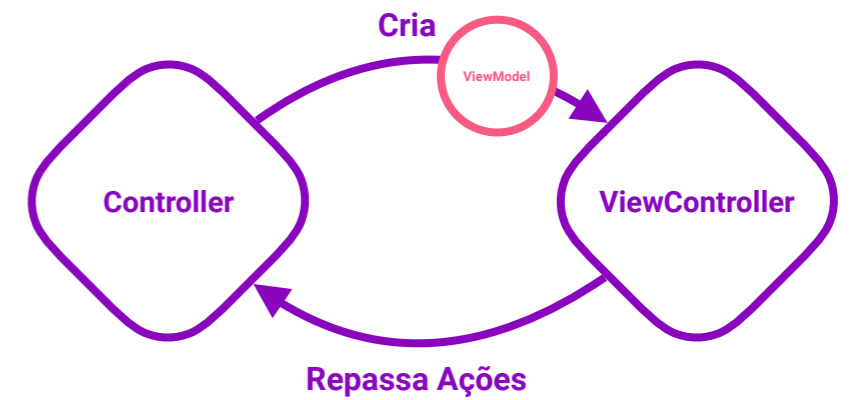 Cria
ViewModel
Controller
ViewController
Repassa Ações